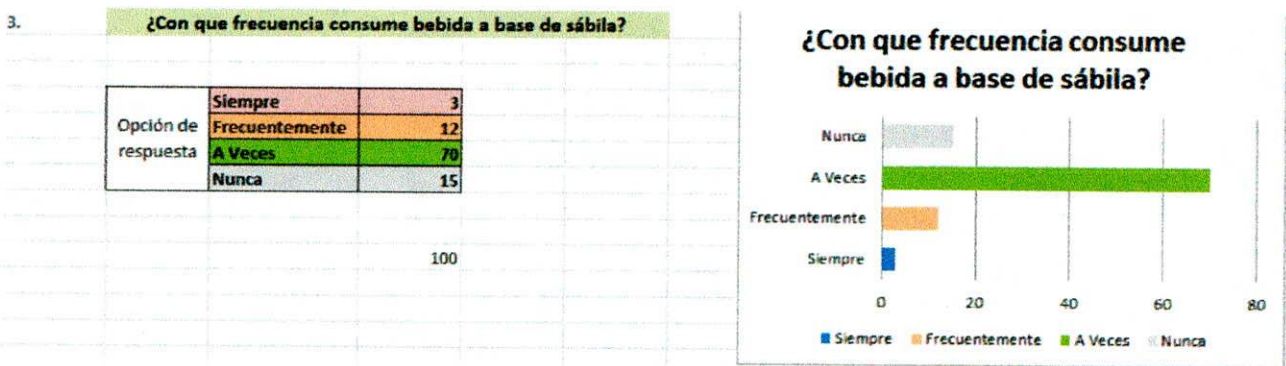 3. ¿Con que frecuencia consume bebida a base de sábila?
Opción de respuesta
Siempre 3
Frecuentemente 12
A Veces 70
Nunca 15
100
¿Con que frecuencia consume
bebida a base de sábila?
Nunca
A Veces
Frecuentemente
Siempre
0 20 40 60 80
Siempre Frecuentemente A Veces Nunca